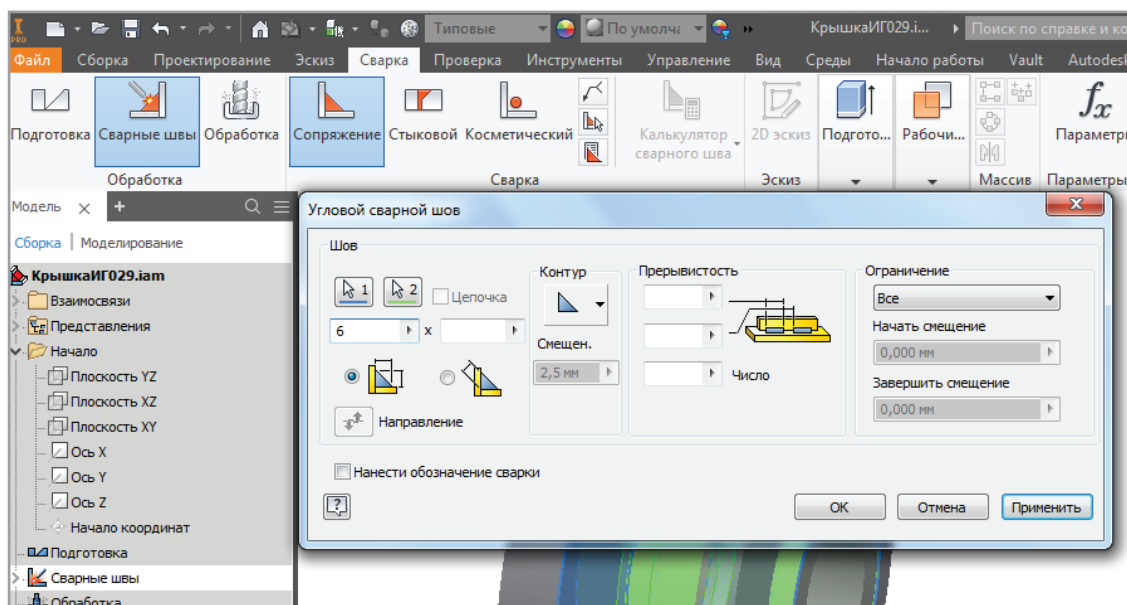 PRO
Типовые
По умолча
КрышкаИГ029.i...
Поиск по справке и ко
Файл Сборка Проектирование Эскиз Сварка Проверка Инструменты Управление Вид Среды Начало работы Vault Autodesk
Подготовка Сварные швы Обработка Сопряжение Стыковой Косметический Калькулятор сварного шва 2D эскиз Подгото... Рабочи... fx Параметры
Обработка Сварка Эскиз Массив Параметры
Модель
Сборка | Моделирование
КрышкаИГ029.iam
Взаимосвязи
Представления
Начало
Плоскость YZ
Плоскость XZ
Плоскость XY
Ось X
Ось Y
Ось Z
Начало координат
Подготовка
Сварные швы
Обработка
Угловой сварной шов
Шов
1 2 Цепочка
6 x
Направление
Контур
Смещен.
2,5 мм
Прерывистость
Число
Ограничение
Все
Начать смещение
0,000 мм
Завершить смещение
0,000 мм
Нанести обозначение сварки
ОК Отмена Применить